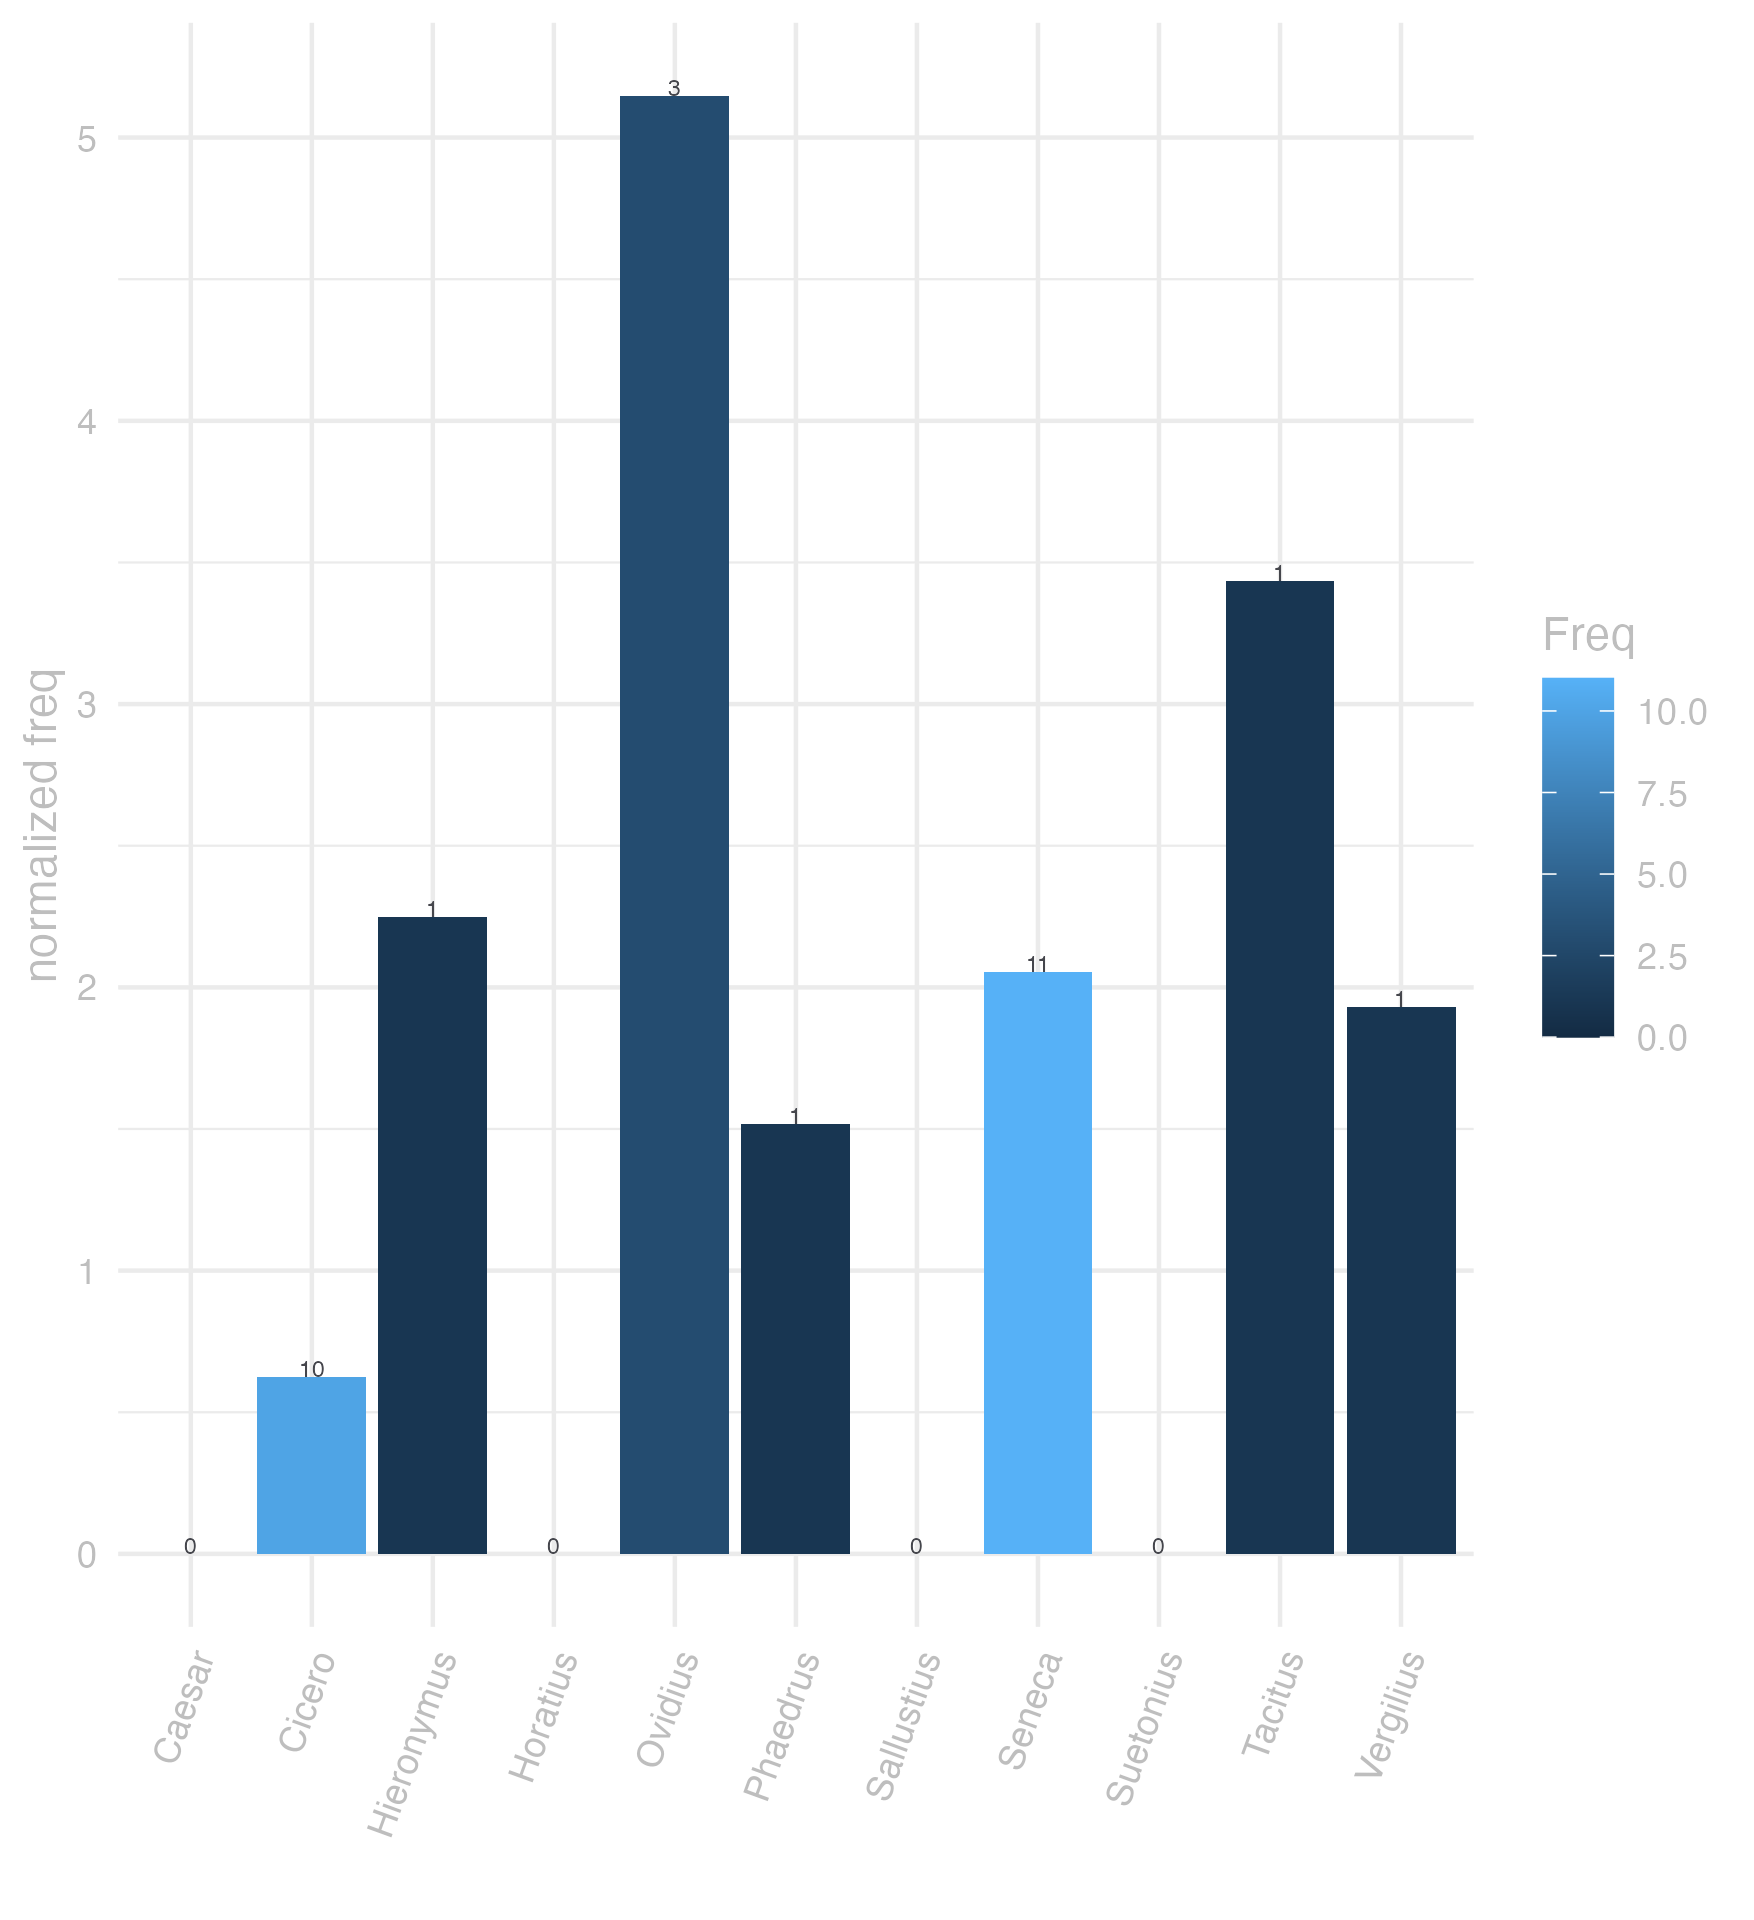 normalized freq
5
4
3
2
1
0
3
1
1
11
1
1
10
0
0
0
0
Caesar
Cicero
Hieronymus
Horatius
Ovidius
Phaedrus
Sallustius
Seneca
Suetonius
Tacitus
Vergilius
Freq
10.0
7.5
5.0
2.5
0.0